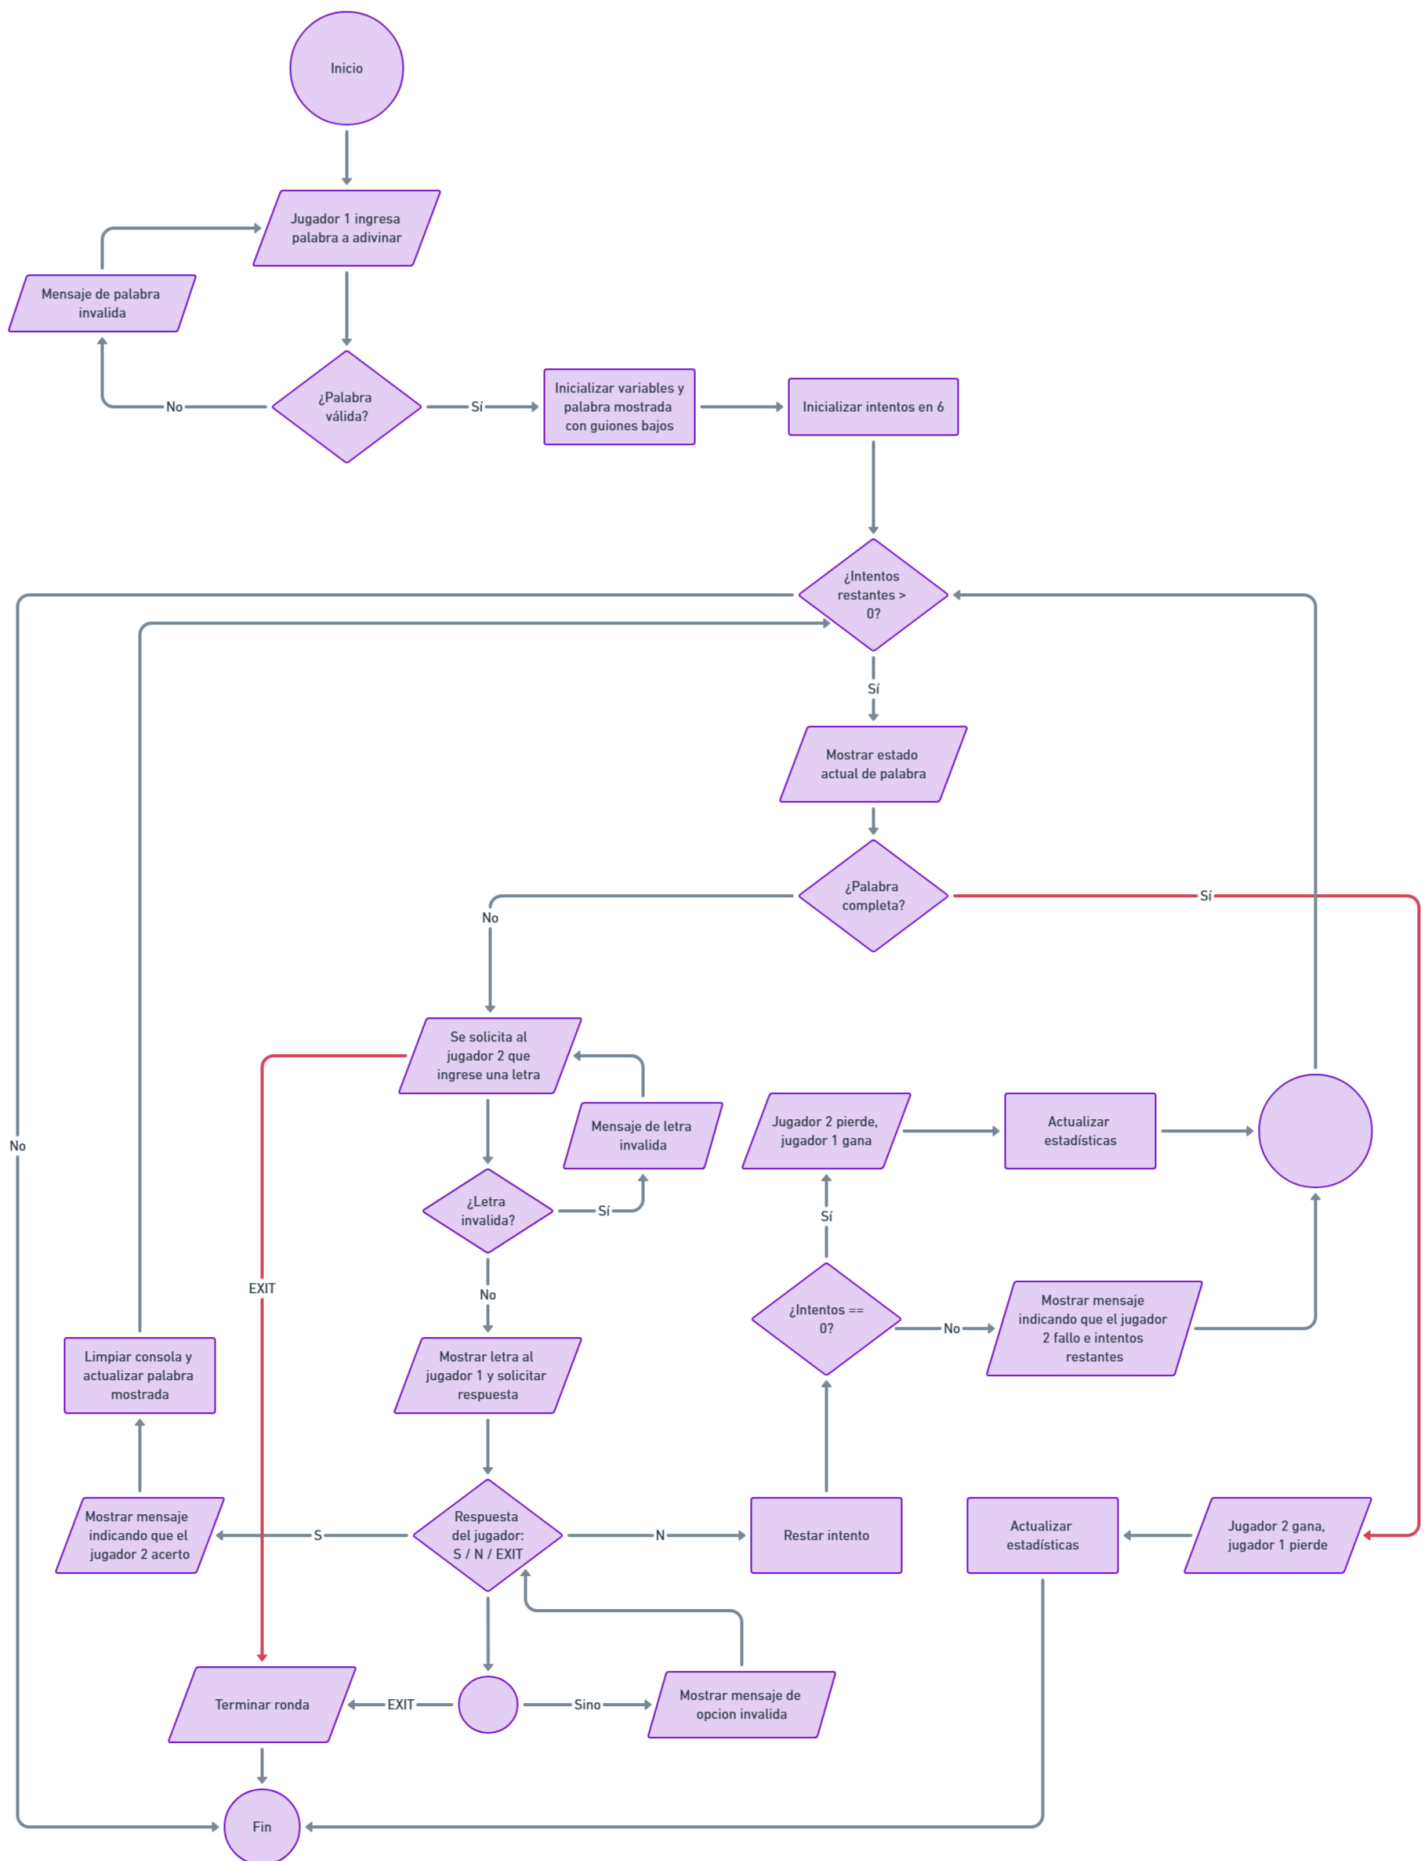 Inicio
Jugador 1 ingresa
palabra a adivinar
Mensaje de palabra
invalida
¿Palabra
válida?
No
Sí
Inicializar variables y
palabra mostrada
con guiones bajos
Inicializar intentos en 6
¿Intentos
restantes >
0?
No
Sí
Mostrar estado
actual de palabra
¿Palabra
completa?
No
Sí
Se solicita al
jugador 2 que
ingrese una letra
EXIT
Mensaje de letra
invalida
¿Letra
invalida?
Sí
No
Jugador 2 pierde,
jugador 1 gana
Actualizar
estadísticas
Sí
¿Intentos ==
0?
No
Mostrar mensaje
indicando que el jugador
2 fallo e intentos
restantes
Limpiar consola y
actualizar palabra
mostrada
Mostrar letra al
jugador 1 y solicitar
respuesta
Mostrar mensaje
indicando que el
jugador 2 acerto
S
Respuesta
del jugador:
S / N / EXIT
N
Restar intento
Actualizar
estadísticas
Jugador 2 gana,
jugador 1 pierde
Terminar ronda
EXIT
Sino
Mostrar mensaje de
opcion invalida
Fin